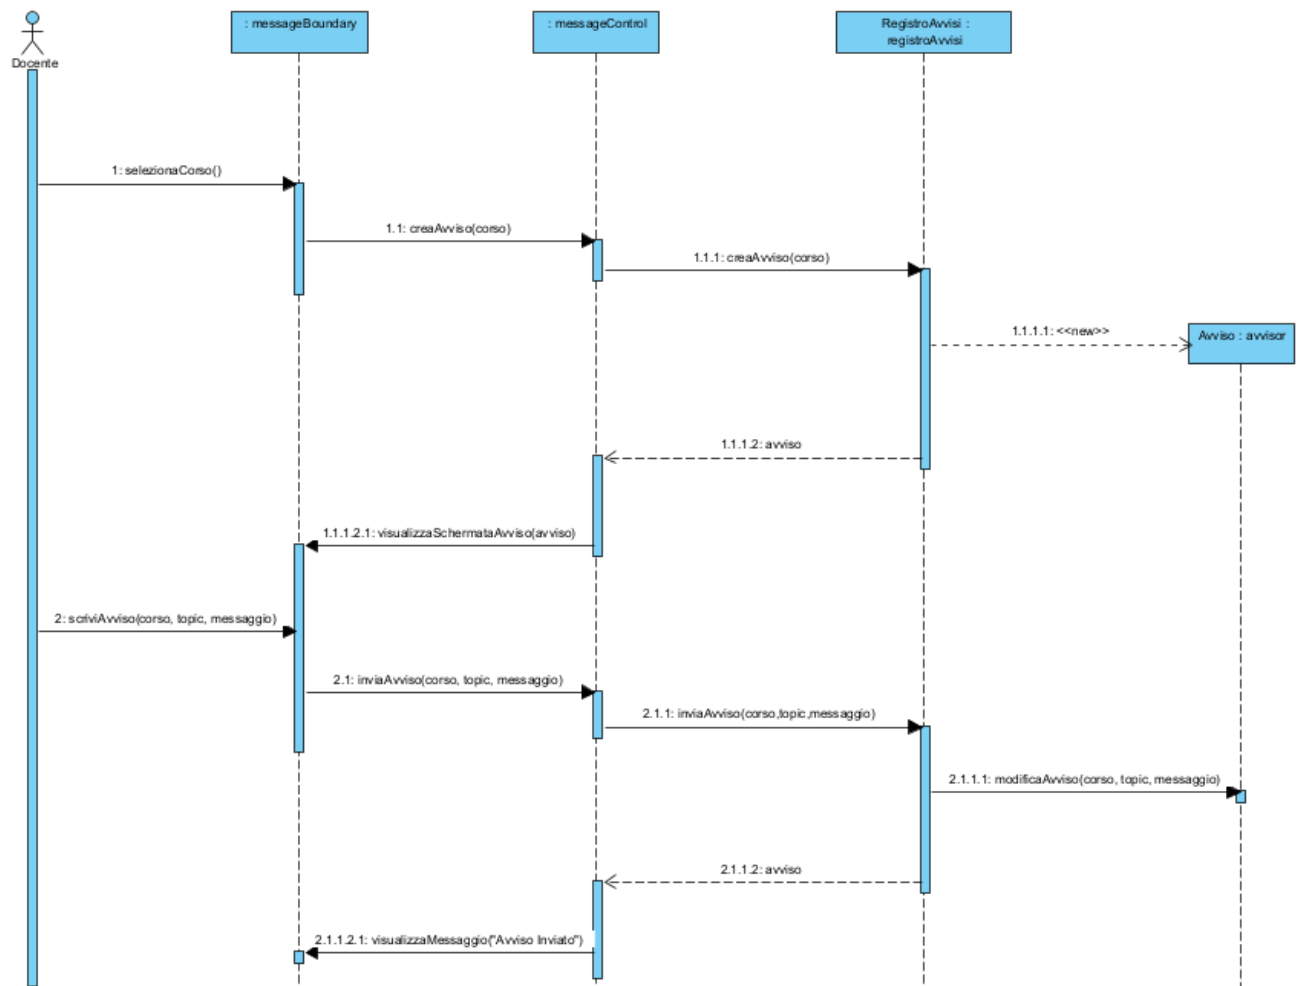 : messageBoundary
: messageControl
RegistroAvvisi :
registroAvvisi
Docente
1: selezionaCorso()
1.1: creaAvviso(corso)
1.1.1: creaAvviso(corso)
1.1.1.1: <<new>>
Avviso : avvisor
1.1.1.2: avviso
1.1.1.2.1: visualizzaSchermataAvviso(avviso)
2: scriviAvviso(corso, topic, messaggio)
2.1: inviaAvviso(corso, topic, messaggio)
2.1.1: inviaAvviso(corso,topic,messaggio)
2.1.1.1: modificaAvviso(corso, topic, messaggio)
2.1.1.2: avviso
2.1.1.2.1: visualizzaMessaggio("Avviso Inviato")